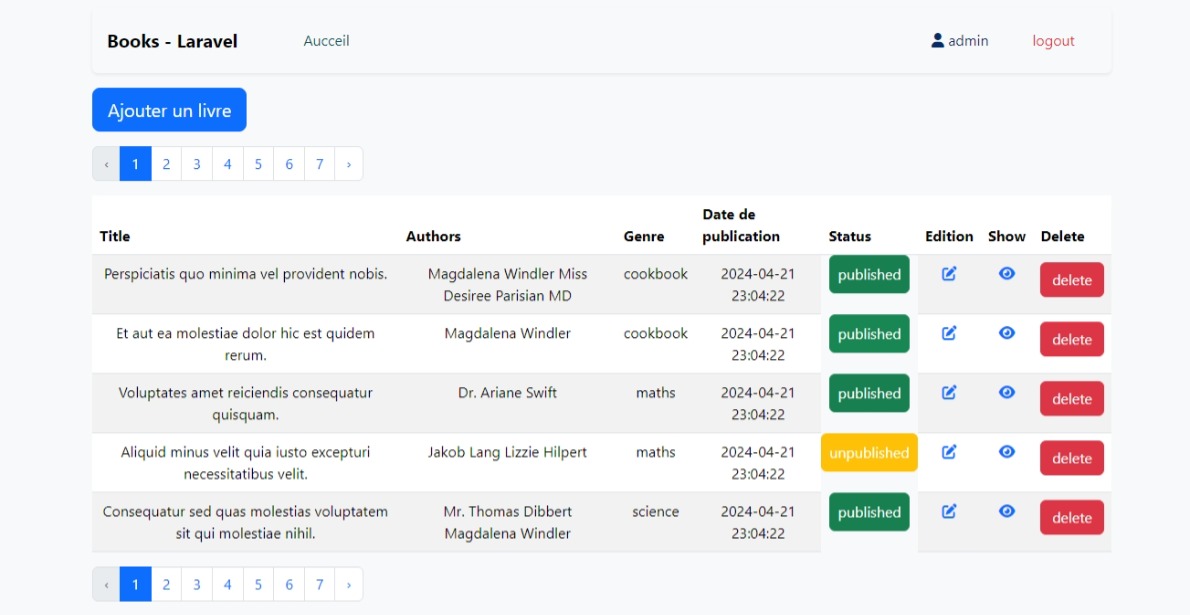 Books - Laravel Aucceil admin logout
Ajouter un livre
‹ 1 2 3 4 5 6 7 ›
Title Authors Genre Date de publication Status Edition Show Delete
Perspiciatis quo minima vel provident nobis. Magdalena Windler Miss cookbook 2024-04-21 published delete
Desiree Parisian MD 23:04:22
Et aut ea molestiae dolor hic est quidem Magdalena Windler cookbook 2024-04-21 published delete
rerum. 23:04:22
Voluptates amet reiciendis consequatur Dr. Ariane Swift maths 2024-04-21 published delete
quisquam. 23:04:22
Aliquid minus velit quia iusto excepturi Jakob Lang Lizzie Hilpert maths 2024-04-21 unpublished delete
necessitatibus velit. 23:04:22
Consequatur sed quas molestias voluptatem Mr. Thomas Dibbert science 2024-04-21 published delete
sit qui molestiae nihil. Magdalena Windler 23:04:22
‹ 1 2 3 4 5 6 7 ›